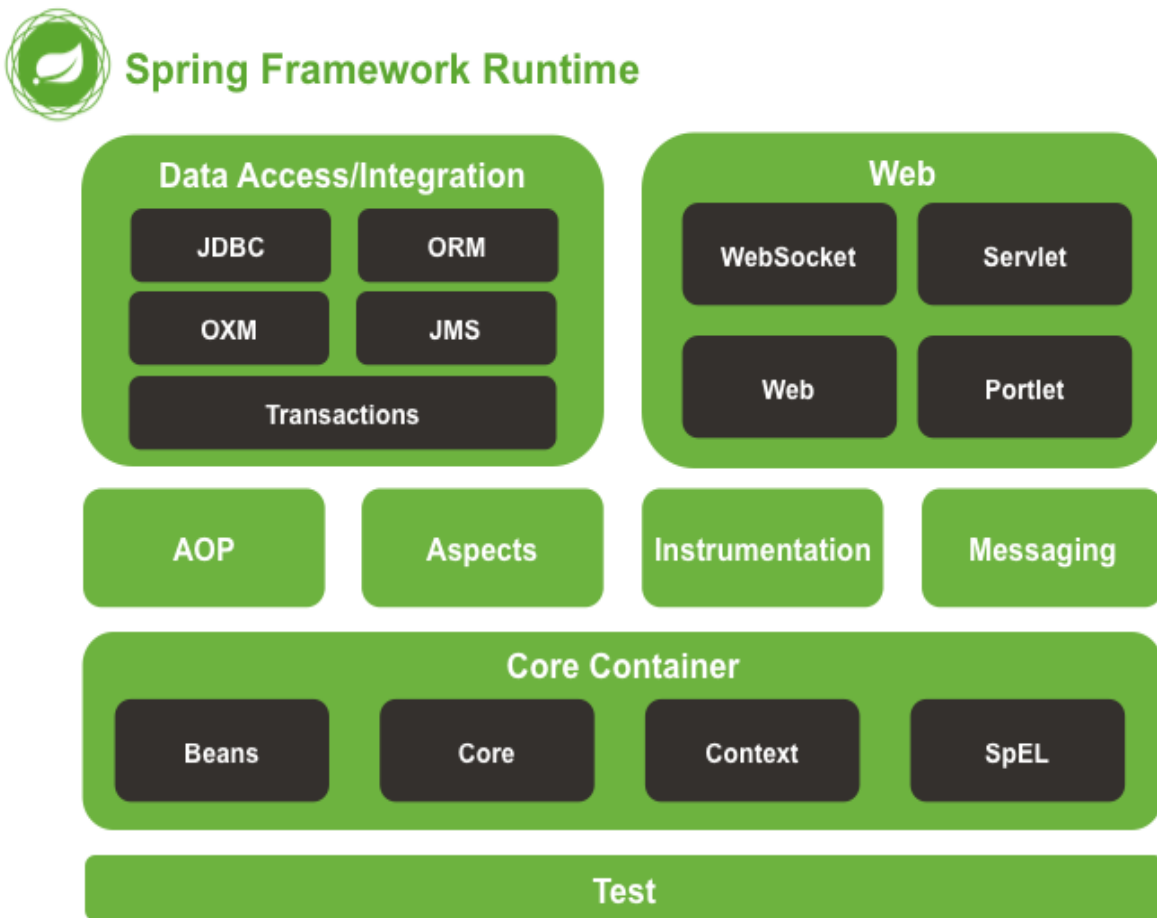 Spring Framework Runtime
Data Access/Integration
JDBC
ORM
OXM
JMS
Transactions
Web
WebSocket
Servlet
Web
Portlet
AOP
Aspects
Instrumentation
Messaging
Core Container
Beans
Core
Context
SpEL
Test